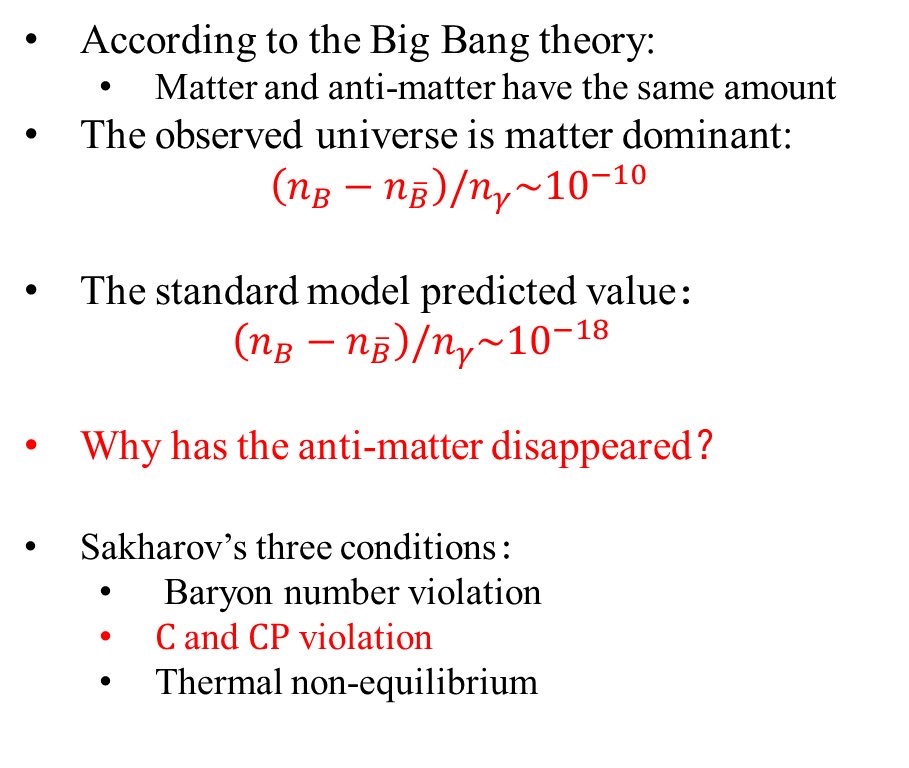 • According to the Big Bang theory:
• Matter and anti-matter have the same amount
• The observed universe is matter dominant:
$(n_B - n_{\bar{B}})/n_\gamma \sim 10^{-10}$
• The standard model predicted value:
$(n_B - n_{\bar{B}})/n_\gamma \sim 10^{-18}$
• Why has the anti-matter disappeared?
• Sakharov’s three conditions:
• Baryon number violation
• C and CP violation
• Thermal non-equilibrium